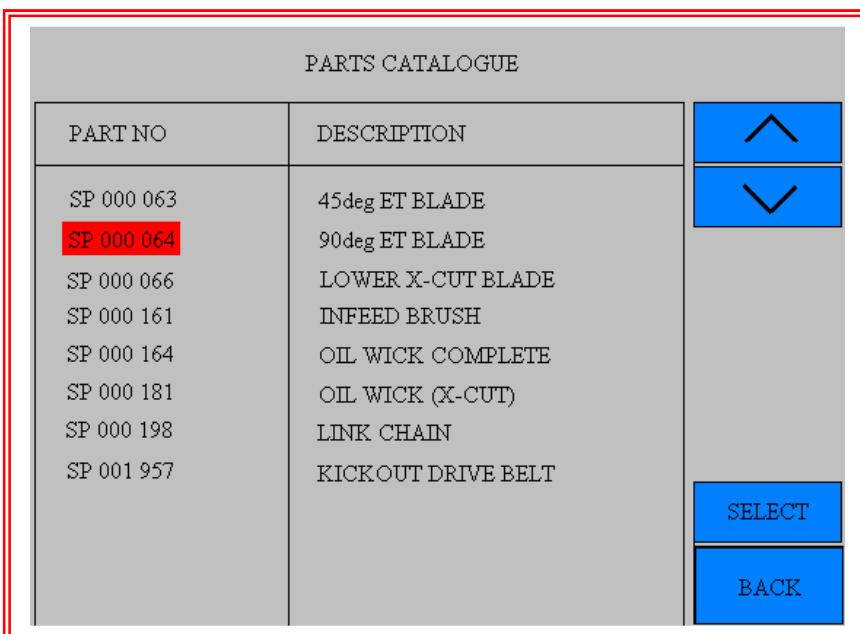 PARTS CATALOGUE
PART NO DESCRIPTION
SP 000 063 45deg ET BLADE
SP 000 064 90deg ET BLADE
SP 000 066 LOWER X-CUT BLADE
SP 000 161 INFEED BRUSH
SP 000 164 OIL WICK COMPLETE
SP 000 181 OIL WICK (X-CUT)
SP 000 198 LINK CHAIN
SP 001 957 KICKOUT DRIVE BELT
SELECT
BACK